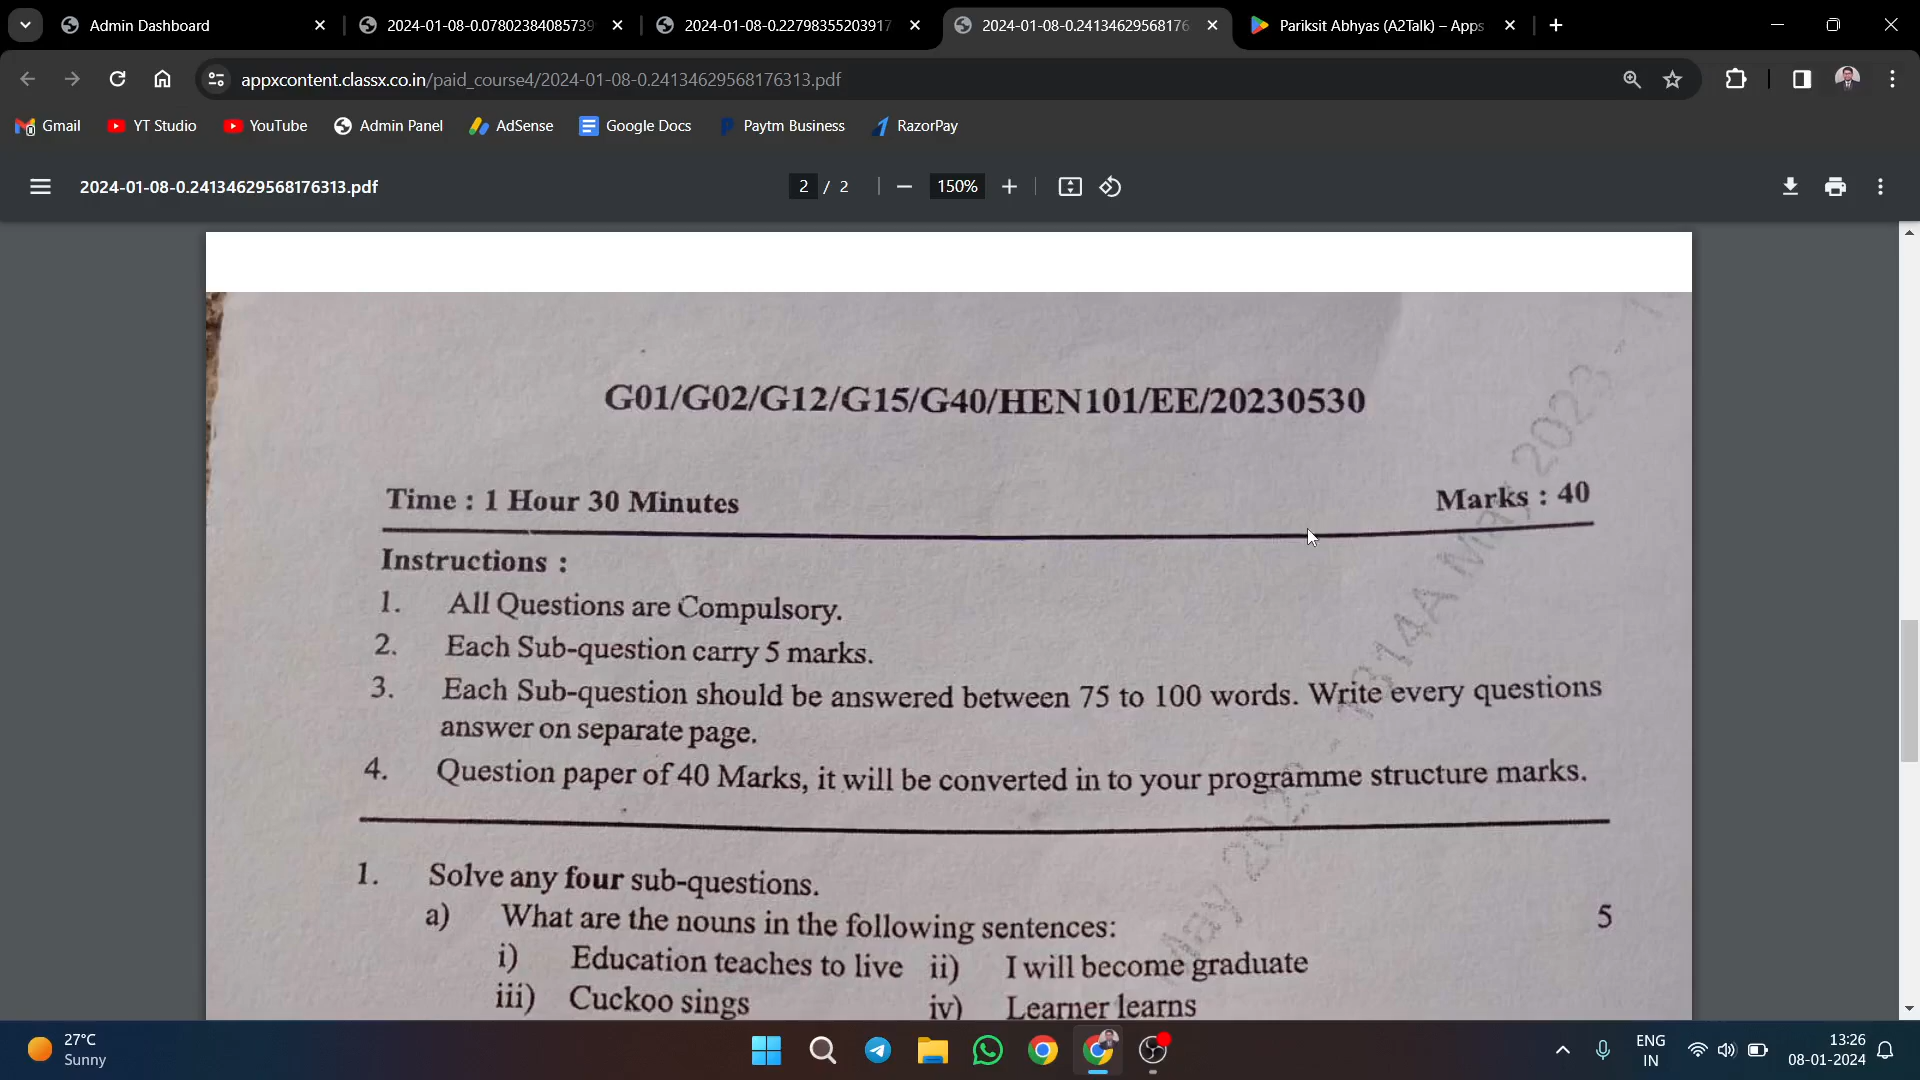 Admin Dashboard
2024-01-08-0.07802384085739
2024-01-08-0.22798355203917
2024-01-08-0.24134629568176
Pariksit Abhyas (A2Talk) – Apps
appxcontent.classx.co.in/paid_course4/2024-01-08-0.24134629568176313.pdf
Gmail
YT Studio
YouTube
Admin Panel
AdSense
Google Docs
Paytm Business
RazorPay
2024-01-08-0.24134629568176313.pdf
2 / 2
150%
G01/G02/G12/G15/G40/HEN101/EE/20230530
Time : 1 Hour 30 Minutes Marks : 40
Instructions :
1. All Questions are Compulsory.
2. Each Sub-question carry 5 marks.
3. Each Sub-question should be answered between 75 to 100 words. Write every questions
answer on separate page.
4. Question paper of 40 Marks, it will be converted in to your programme structure marks.
1. Solve any four sub-questions.
a) What are the nouns in the following sentences: 5
i) Education teaches to live ii) I will become graduate
iii) Cuckoo sings iv) Learner learns
27°C
Sunny
ENG
IN
13:26
08-01-2024